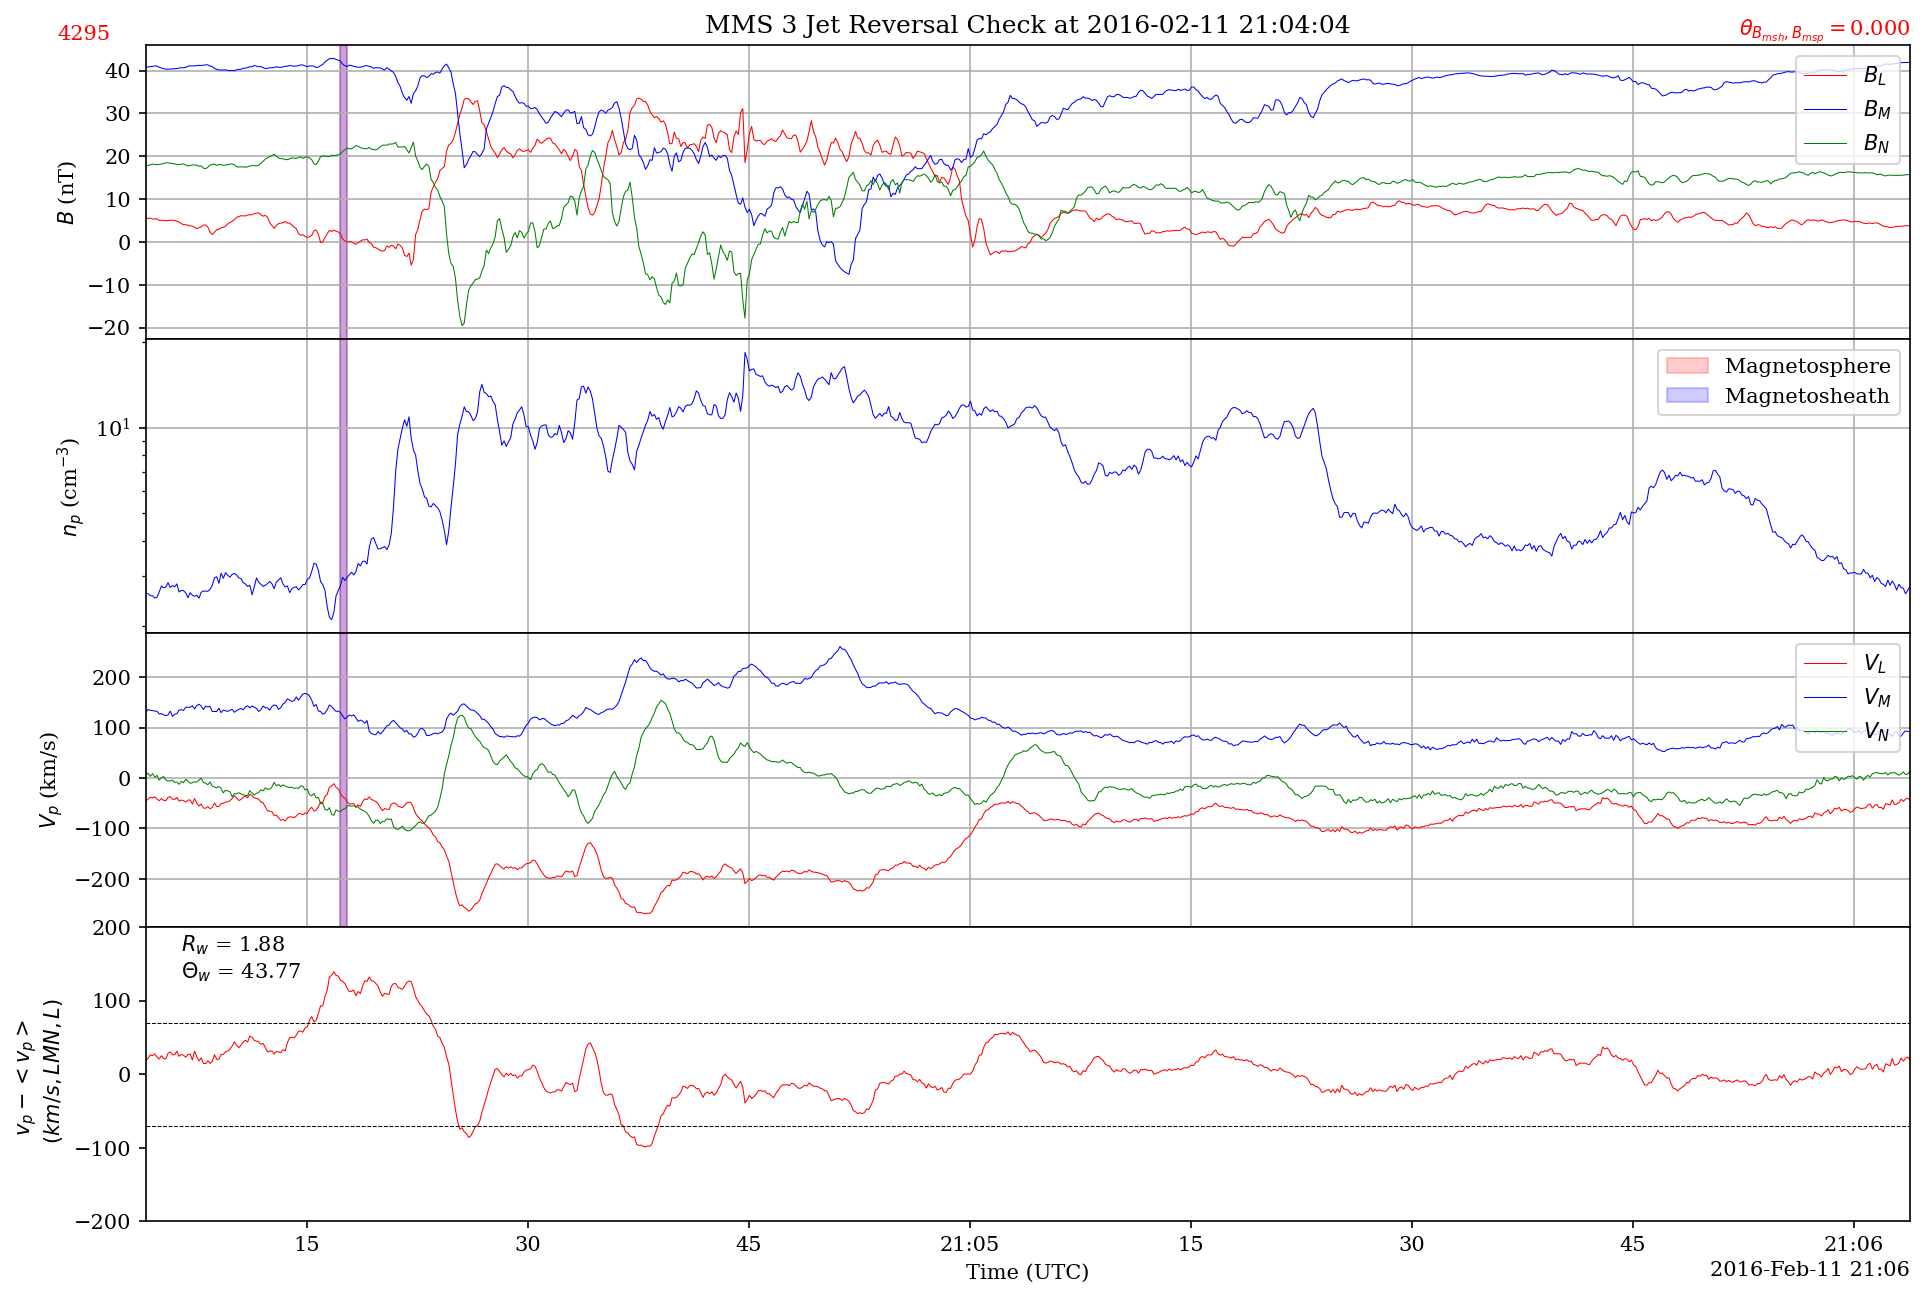 4295
MMS 3 Jet Reversal Check at 2016-02-11 21:04:04
θ_{B_{msh}, B_{msp}} = 0.000
40
30
20
10
0
−10
−20
B (nT)
B_L
B_M
B_N
10^1
n_p (cm^{−3})
Magnetosphere
Magnetosheath
200
100
0
−100
−200
V_p (km/s)
V_L
V_M
V_N
200
100
0
−100
−200
v_p − < v_p >
(km/s, LMN, L)
R_w = 1.88
Θ_w = 43.77
15
30
45
21:05
15
30
45
21:06
Time (UTC)
2016-Feb-11 21:06